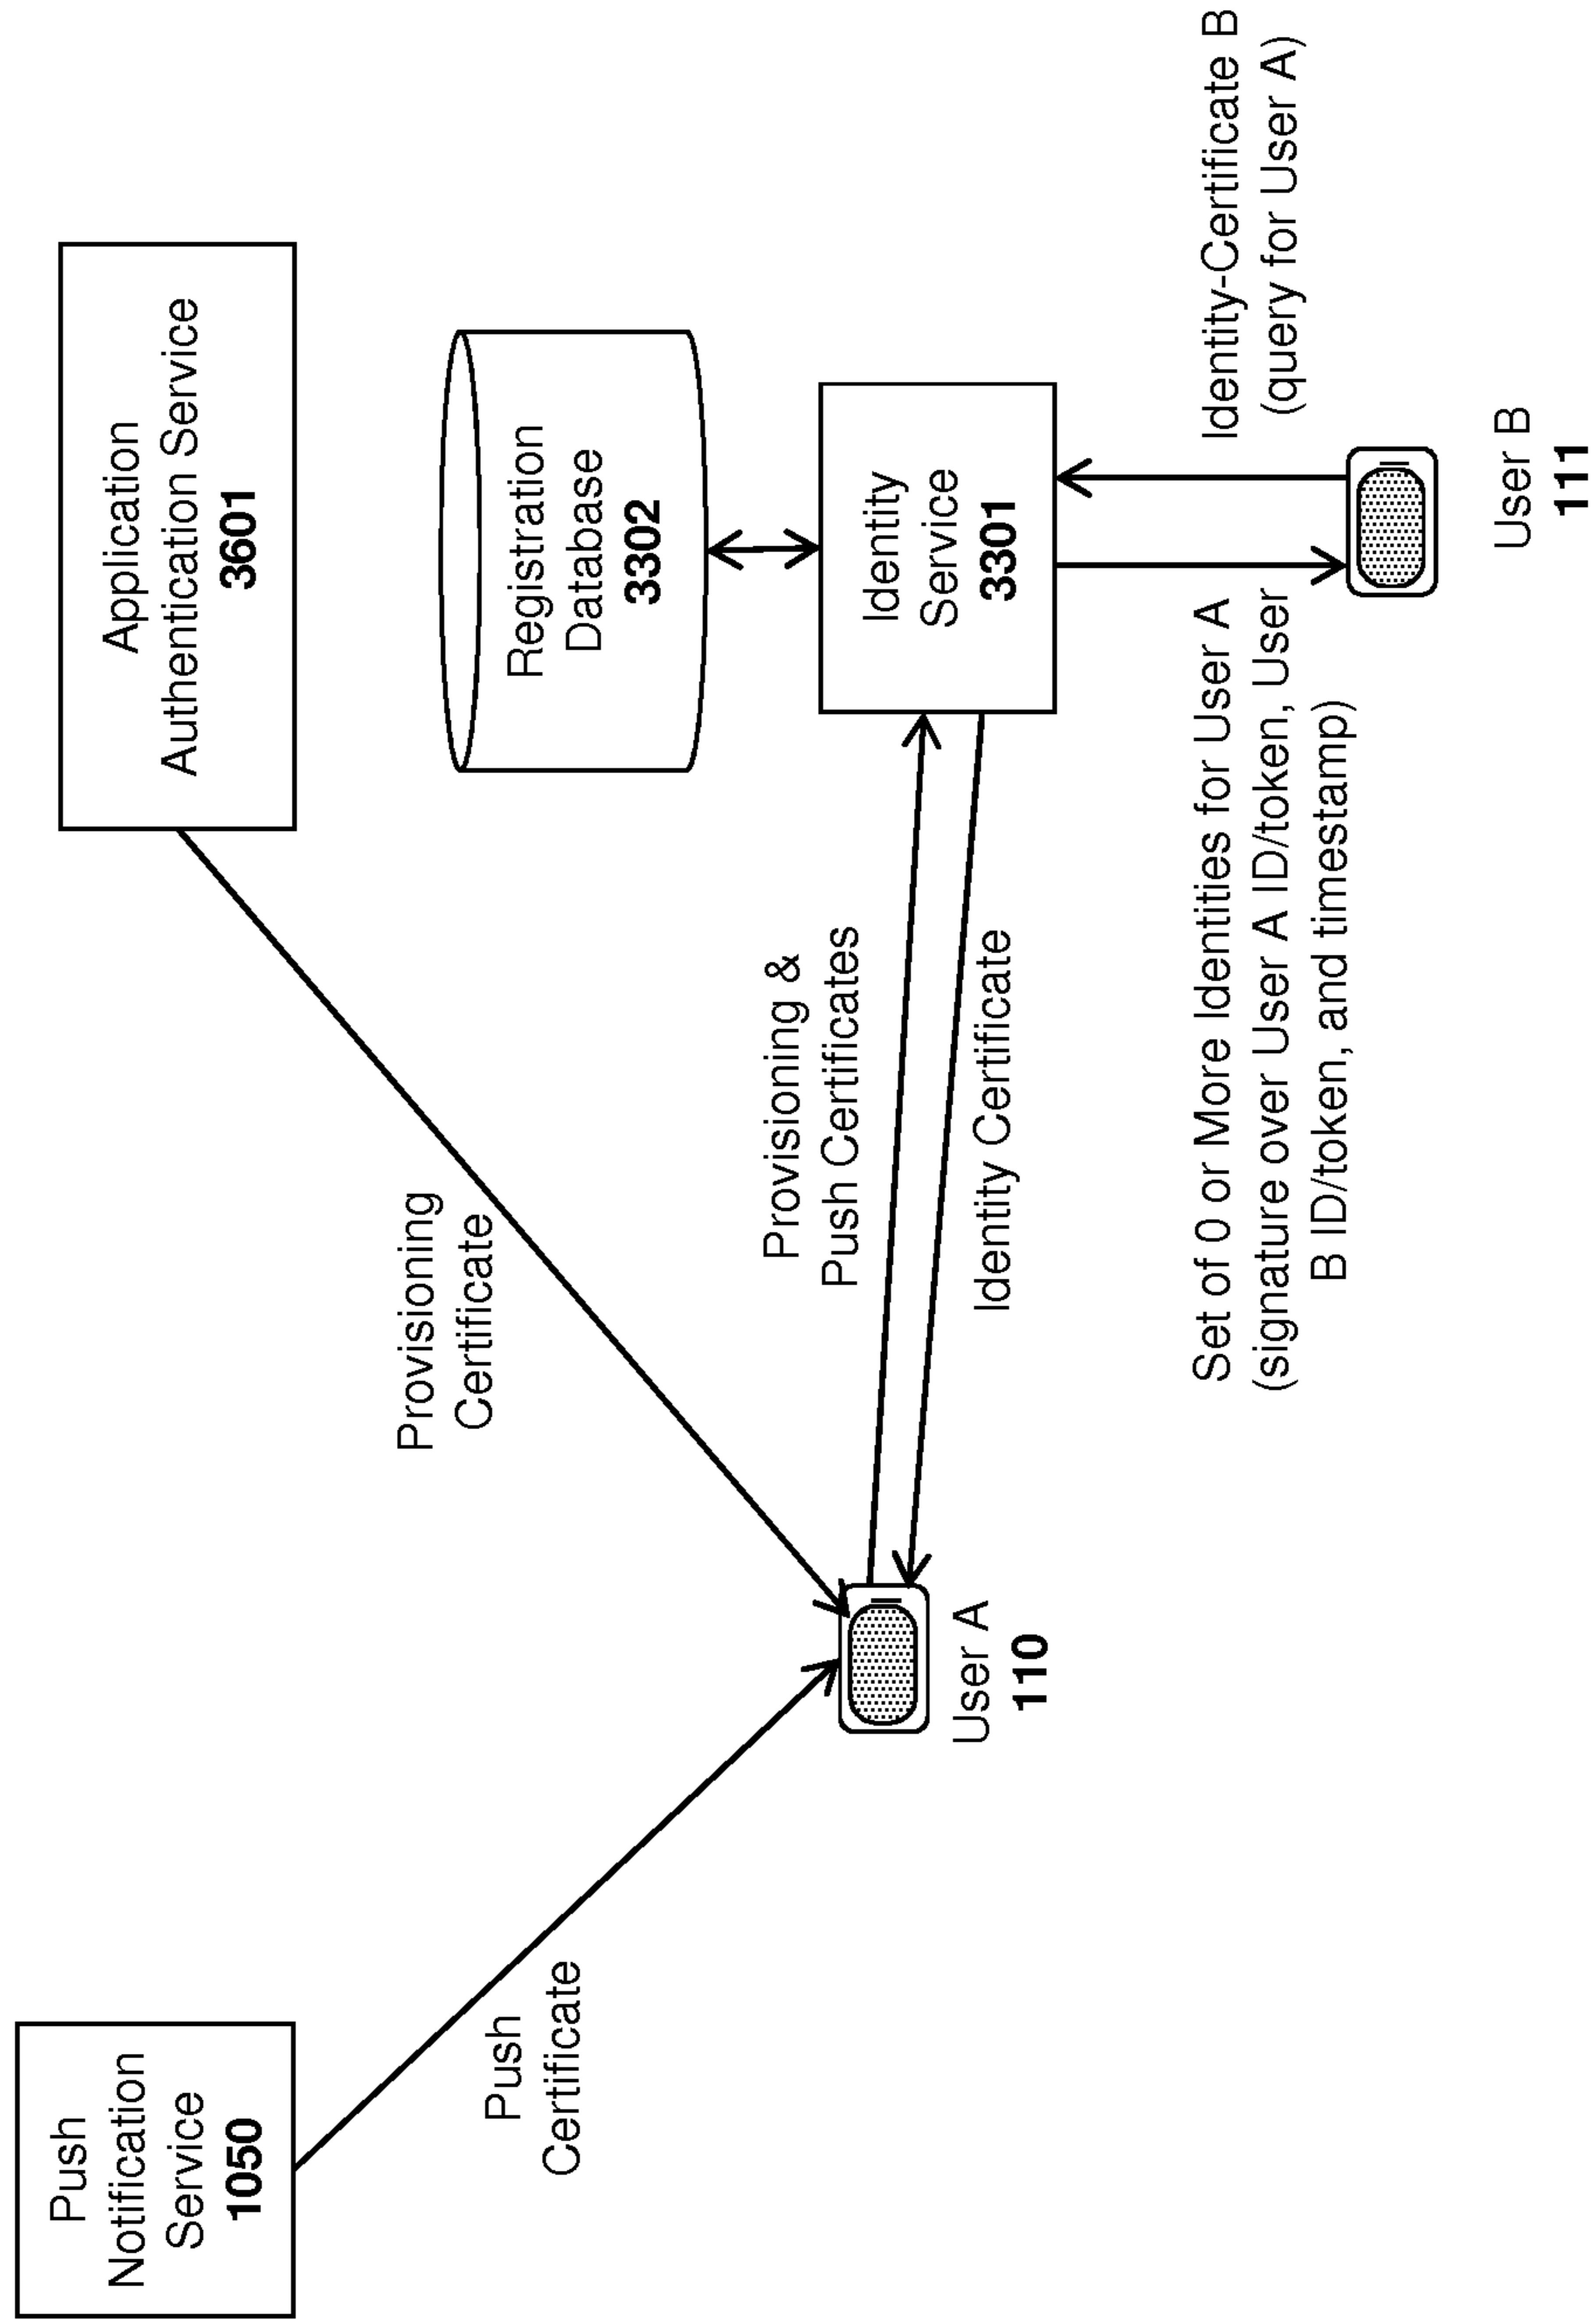 Push
Notification
Service
1050
Application
Authentication Service
3601
Push
Certificate
Provisioning
Certificate
Registration
Database
3302
Provisioning &
Push Certificates
Identity
Service
3301
Identity Certificate
User A
110
Set of 0 or More Identities for User A
(signature over User A ID/token, User
B ID/token, and timestamp)
Identity-Certificate B
(query for User A)
User B
111